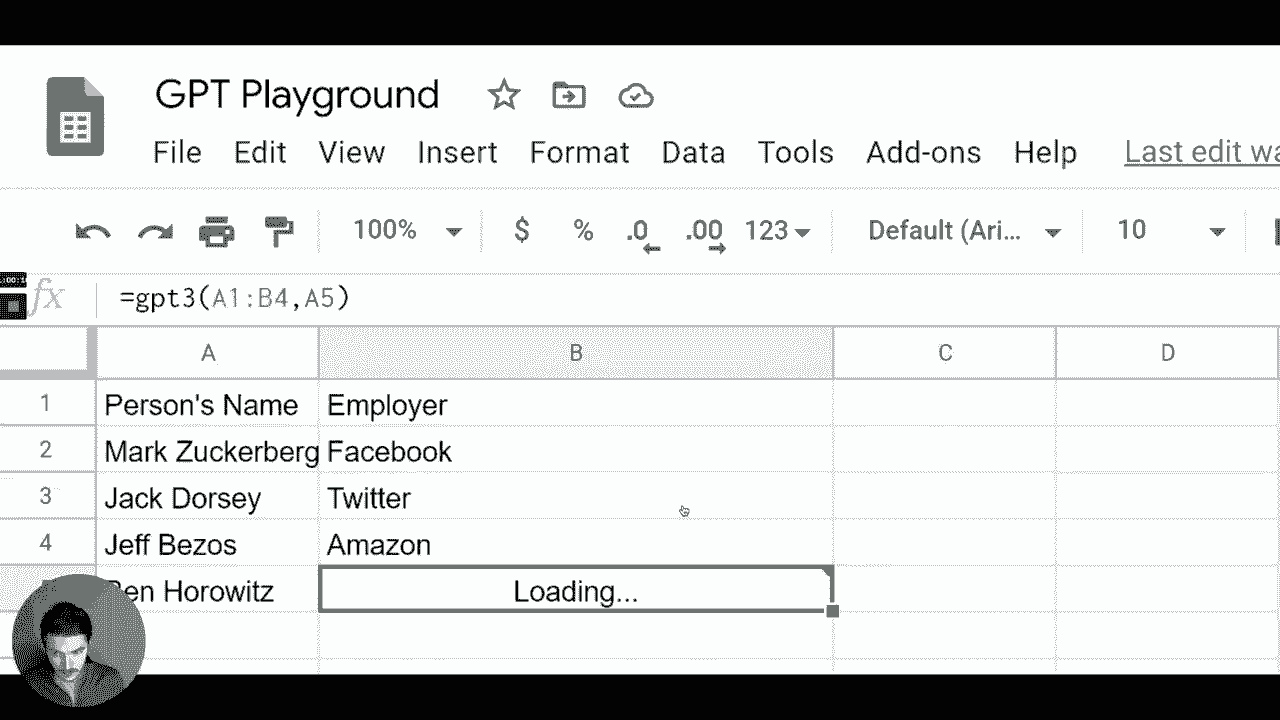 GPT Playground
File Edit View Insert Format Data Tools Add-ons Help Last edit wa
100% $ % .0 .00 123 Default (Ari... 10
fx =gpt3(A1:B4,A5)
A B C D
1 Person's Name Employer
2 Mark Zuckerberg Facebook
3 Jack Dorsey Twitter
4 Jeff Bezos Amazon
en Horowitz Loading...